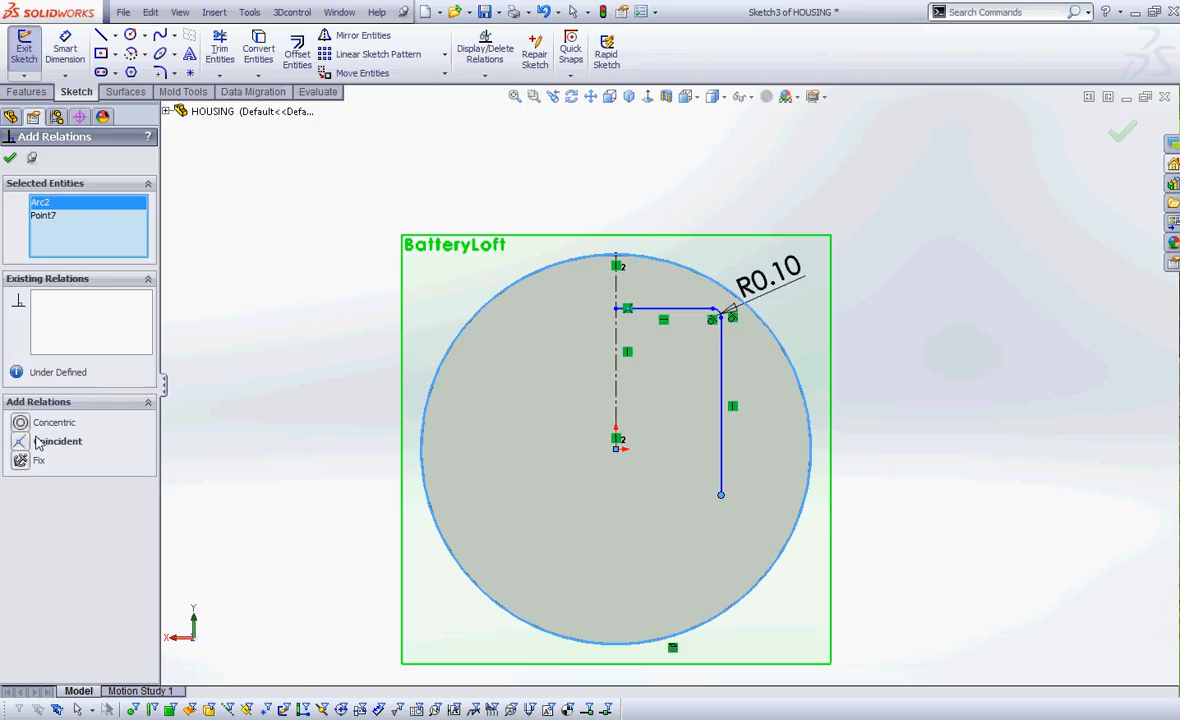 SOLIDWORKS
File Edit View Insert Tools 3Dcontrol Window Help
Sketch3 of HOUSING *
Search Commands
Exit Sketch
Smart Dimension
Trim Entities
Convert Entities
Offset Entities
Mirror Entities
Linear Sketch Pattern
Move Entities
Display/Delete Relations
Repair Sketch
Quick Snaps
Rapid Sketch
Features Sketch Surfaces Mold Tools Data Migration Evaluate
HOUSING (Default<<Defa...
Add Relations ?
Selected Entities
Arc2
Point7
Existing Relations
Under Defined
Add Relations
Concentric
Fix
BatteryLoft
2
R0.10
2
Y
X
Model Motion Study 1